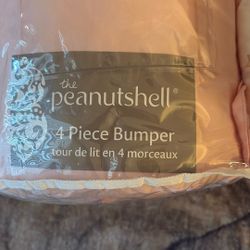 the
peanutshell®
4 Piece Bumper
tour de lit en 4 morceaux